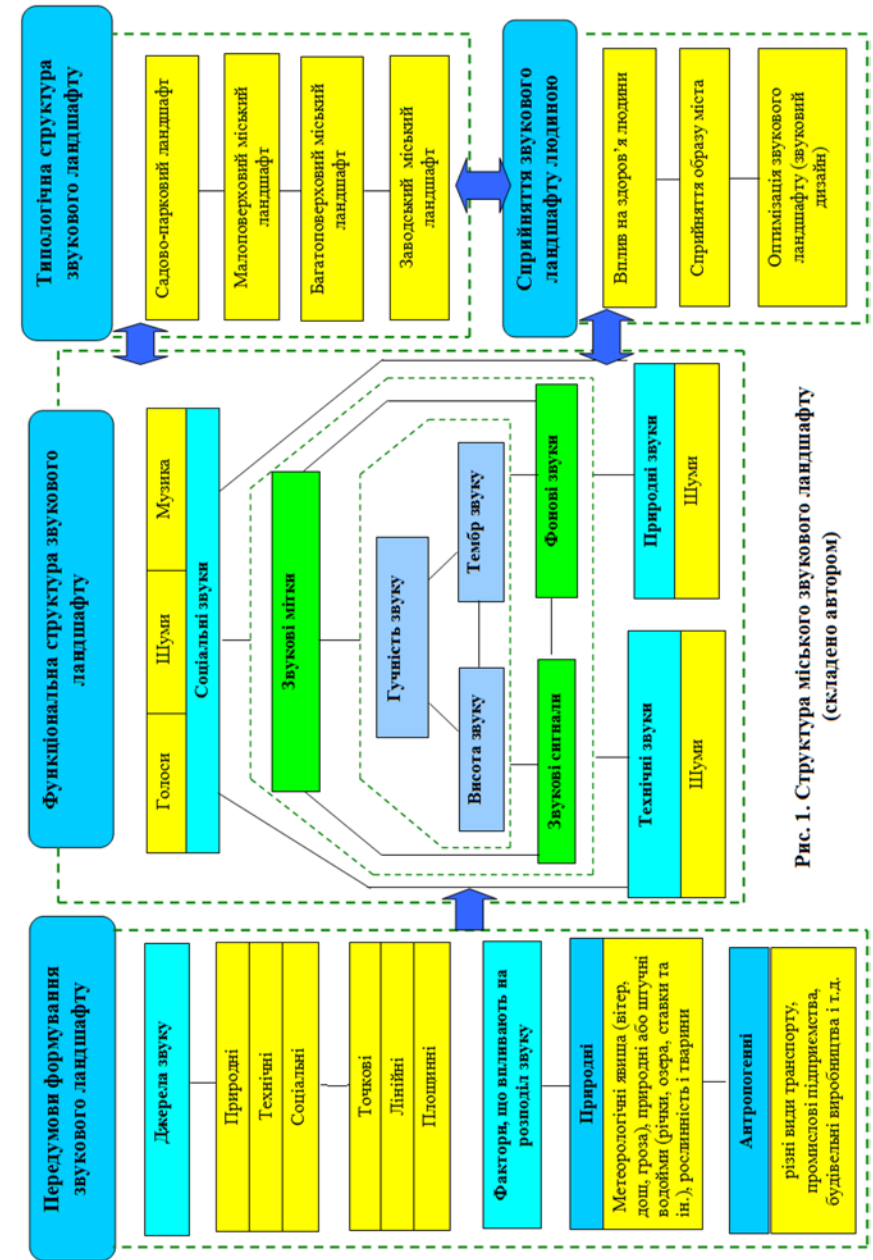 Передумови формування
звукового ландшафту
Джерела звуку
Природні
Технічні
Соціальні
Точкові
Лінійні
Площинні
Фактори, що впливають на
розподіл звуку
Природні
Метеорологічні явища (вітер,
дощ, гроза), природні або штучні
водойми (річки, озера, ставки та
ін.), рослинність і тварини
Антропогенні
різні види транспорту,
промислові підприємства,
будівельні виробництва і т.д.
Функціональна структура звукового
ландшафту
Голоси
Шуми
Музика
Соціальні звуки
Звукові мітки
Гучність звуку
Висота звуку
Тембр звуку
Звукові сигнали
Фонові звуки
Технічні звуки
Шуми
Природні звуки
Шуми
Типологічна структура
звукового ландшафту
Садово-парковий ландшафт
Малоповерховий міський
ландшафт
Багатоповерховий міський
ландшафт
Заводський міський
ландшафт
Сприйняття звукового
ландшафту людиною
Вплив на здоров’я людини
Сприйняття образу міста
Оптимізація звукового
ландшафту (звуковий
дизайн)
Рис. 1. Структура міського звукового ландшафту
(складено автором)